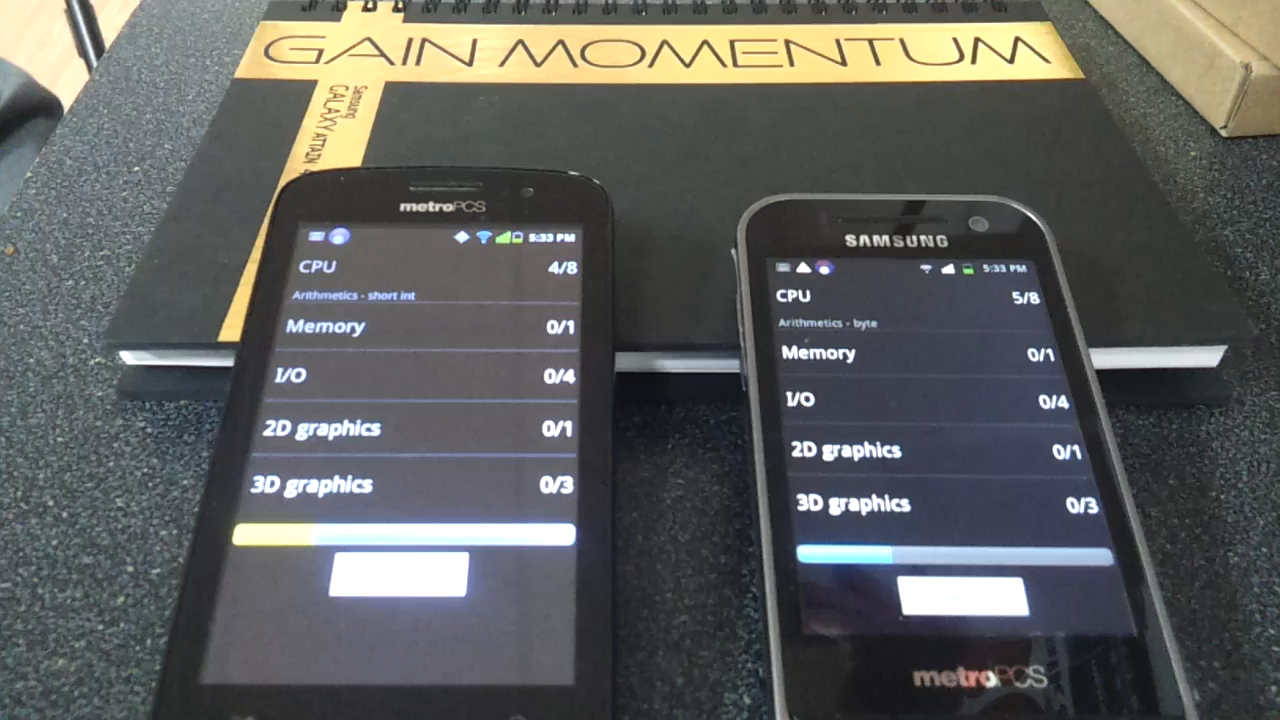 GAIN MOMENTUM
Samsung
GALAXY ATTAIN
metroPCS
5:33 PM
CPU 4/8
Arithmetics - short int
Memory 0/1
I/O 0/4
2D graphics 0/1
3D graphics 0/3
SAMSUNG
5:33 PM
CPU 5/8
Arithmetics - byte
Memory 0/1
I/O 0/4
2D graphics 0/1
3D graphics 0/3
metroPCS